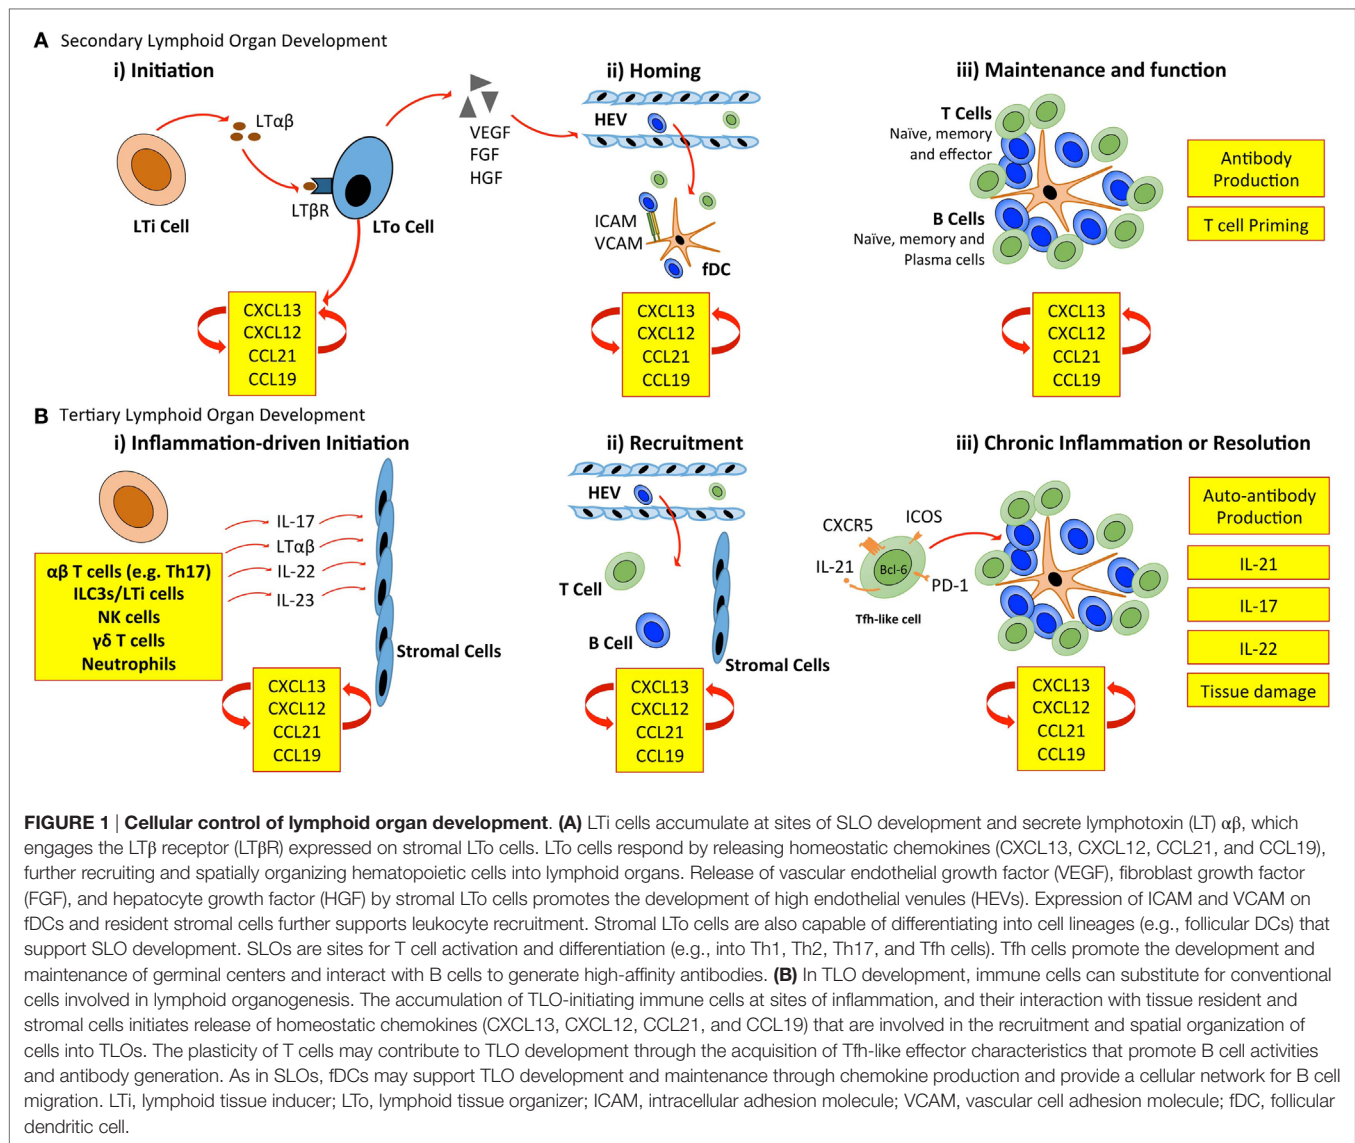 A Secondary Lymphoid Organ Development
i) Initiation
LTαβ
LTi Cell
LTβR
LTo Cell
VEGF
FGF
HGF
CXCL13
CXCL12
CCL21
CCL19
ii) Homing
HEV
ICAM
VCAM
fDC
CXCL13
CXCL12
CCL21
CCL19
iii) Maintenance and function
T Cells
Naïve, memory
and effector
B Cells
Naïve, memory and
Plasma cells
Antibody
Production
T cell Priming
CXCL13
CXCL12
CCL21
CCL19
B Tertiary Lymphoid Organ Development
i) Inflammation-driven Initiation
IL-17
LTαβ
IL-22
IL-23
αβ T cells (e.g. Th17)
ILC3s/LTi cells
NK cells
γδ T cells
Neutrophils
Stromal Cells
CXCL13
CXCL12
CCL21
CCL19
ii) Recruitment
HEV
T Cell
B Cell
Stromal Cells
CXCL13
CXCL12
CCL21
CCL19
iii) Chronic Inflammation or Resolution
CXCR5
ICOS
IL-21
Bcl-6
PD-1
Tfh-like cell
Auto-antibody
Production
IL-21
IL-17
IL-22
Tissue damage
CXCL13
CXCL12
CCL21
CCL19
FIGURE 1 | Cellular control of lymphoid organ development. (A) LTi cells accumulate at sites of SLO development and secrete lymphotoxin (LT) αβ, which
engages the LTβ receptor (LTβR) expressed on stromal LTo cells. LTo cells respond by releasing homeostatic chemokines (CXCL13, CXCL12, CCL21, and CCL19),
further recruiting and spatially organizing hematopoietic cells into lymphoid organs. Release of vascular endothelial growth factor (VEGF), fibroblast growth factor
(FGF), and hepatocyte growth factor (HGF) by stromal LTo cells promotes the development of high endothelial venules (HEVs). Expression of ICAM and VCAM on
fDCs and resident stromal cells further supports leukocyte recruitment. Stromal LTo cells are also capable of differentiating into cell lineages (e.g., follicular DCs) that
support SLO development. SLOs are sites for T cell activation and differentiation (e.g., into Th1, Th2, Th17, and Tfh cells). Tfh cells promote the development and
maintenance of germinal centers and interact with B cells to generate high-affinity antibodies. (B) In TLO development, immune cells can substitute for conventional
cells involved in lymphoid organogenesis. The accumulation of TLO-initiating immune cells at sites of inflammation, and their interaction with tissue resident and
stromal cells initiates release of homeostatic chemokines (CXCL13, CXCL12, CCL21, and CCL19) that are involved in the recruitment and spatial organization of
cells into TLOs. The plasticity of T cells may contribute to TLO development through the acquisition of Tfh-like effector characteristics that promote B cell activities
and antibody generation. As in SLOs, fDCs may support TLO development and maintenance through chemokine production and provide a cellular network for B cell
migration. LTi, lymphoid tissue inducer; LTo, lymphoid tissue organizer; ICAM, intracellular adhesion molecule; VCAM, vascular cell adhesion molecule; fDC, follicular
dendritic cell.